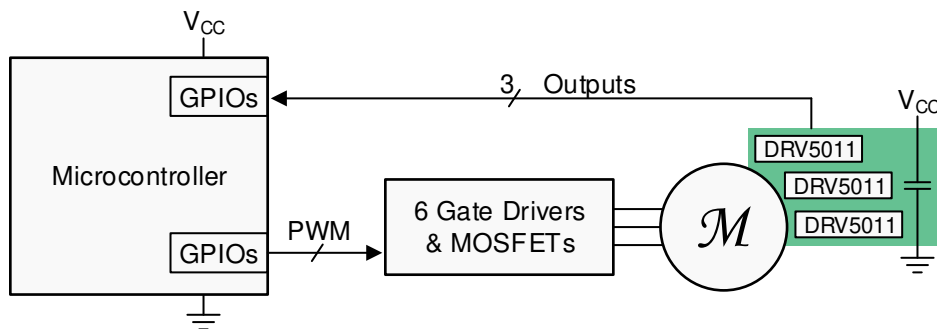 VCC
GPIOs
3 Outputs
VCC
DRV5011
Microcontroller
DRV5011
6 Gate Drivers
& MOSFETs
M
DRV5011
PWM
GPIOs